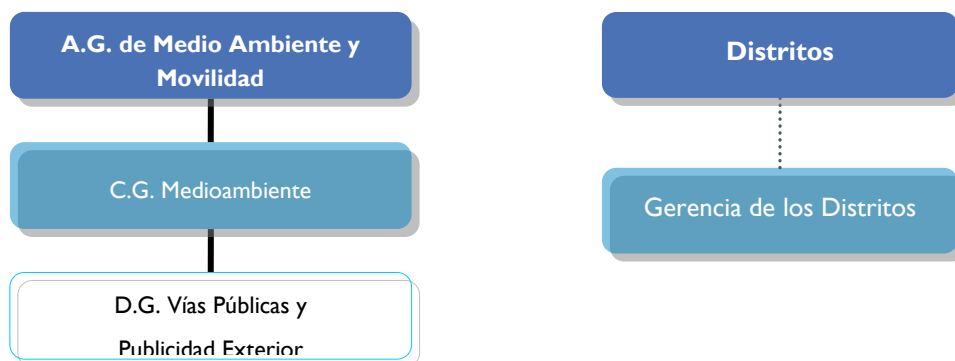 A.G. de Medio Ambiente y
Movilidad
C.G. Medioambiente
D.G. Vías Públicas y
Publicidad Exterior
Distritos
Gerencia de los Distritos